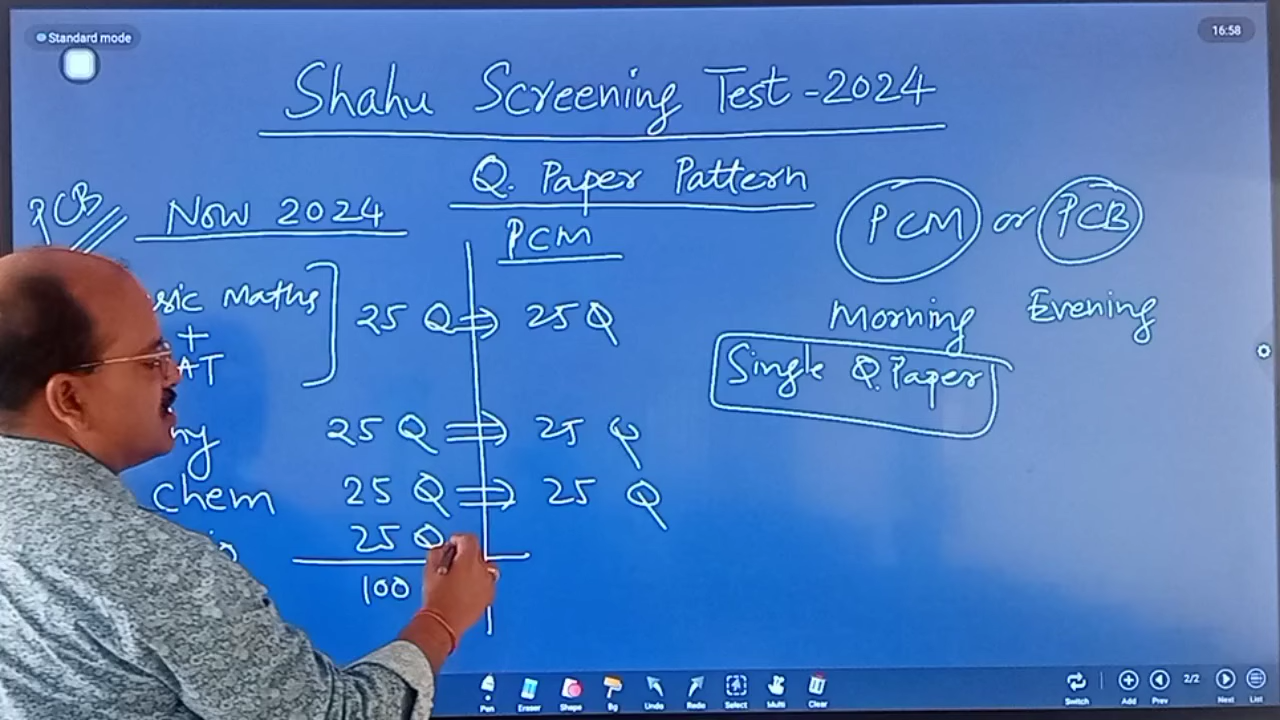 Standard mode
16:58
Shahu Screening Test -2024
Q. Paper Pattern
PCB
Now 2024
PCM
PCM or PCB
Morning Evening
Single Q. Paper
Maths
+
25 Q ⇒ 25 Q
25 Q ⇒ 25 Q
Chem 25 Q ⇒ 25 Q
25 Q
100
Pen Eraser Shape Bg Undo Redo Select Multi Clear
Switch Add Prev 2/2 Next List